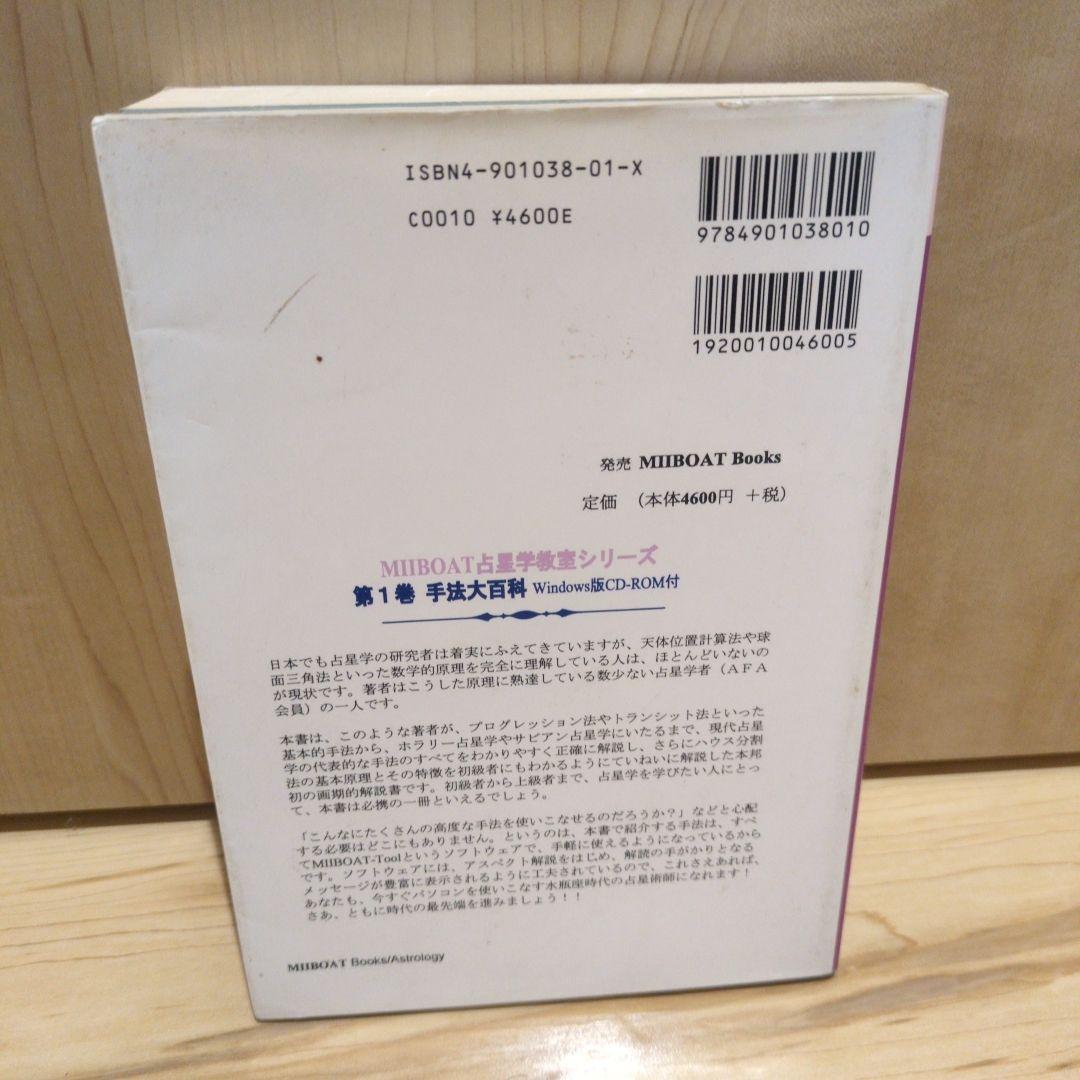 ISBN4-901038-01-X
C0010 ¥4600E
9784901038010
1920010046005
発売 MIIBOAT Books
定価 （本体4600円 ＋税）
MIIBOAT占星学教室シリーズ
第１巻 手法大百科 Windows版CD-ROM付
日本でも占星学の研究者は着実にふえてきていますが、天体位置計算法や球
面三角法といった数学的原理を完全に理解している人は、ほとんどいないの
が現状です。著者はこうした原理に熟達している数少ない占星学者（ＡＦＡ
会員）の一人です。
本書は、このような著者が、プログレッション法やトランシット法といった
基本的手法から、ホラリー占星学やサビアン占星学にいたるまで、現代占星
学の代表的な手法のすべてをわかりやすく正確に解説し、さらにハウス分割
法の基本原理とその特徴を初級者にもわかるようにていねいに解説した本邦
初の画期的解説書です。初級者から上級者まで、占星学を学びたい人にとっ
て、本書は必携の一冊といえるでしょう。
「こんなにたくさんの高度な手法を使いこなせるのだろうか？」などと心配
する必要はどこにもありません。というのは、本書で紹介する手法は、すべ
てMIIBOAT-Toolというソフトウェアで、手軽に使えるようになっているから
です。ソフトウェアには、アスペクト解説をはじめ、解読の手がかりとなる
メッセージが豊富に表示されるように工夫されているので、これさえあれば、
あなたも、今すぐパソコンを使いこなす水瓶座時代の占星術師になれます！
さあ、ともに時代の最先端を進みましょう！！
MIIBOAT Books/Astrology